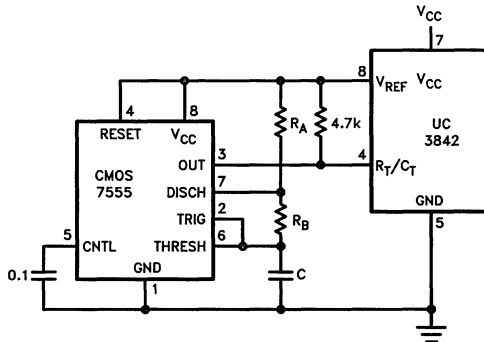 VCC
7
4
8
8
VREF VCC
RESET
VCC
RA
4.7k
UC
3842
OUT
3
4
RT/CT
CMOS
7555
DISCH
7
TRIG
2
RB
5
CNTL
THRESH
6
GND
5
0.1
GND
1
C